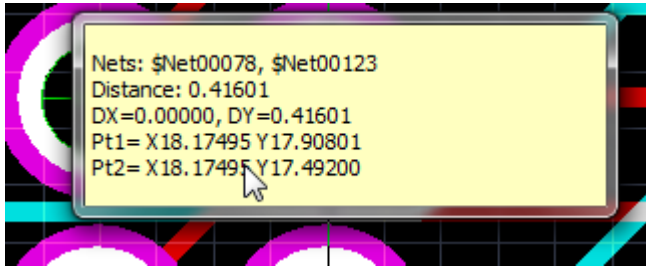 Nets: $Net00078, $Net00123
Distance: 0.41601
DX=0.00000, DY=0.41601
Pt1= X18.17495 Y17.90801
Pt2= X18.17495 Y17.49200